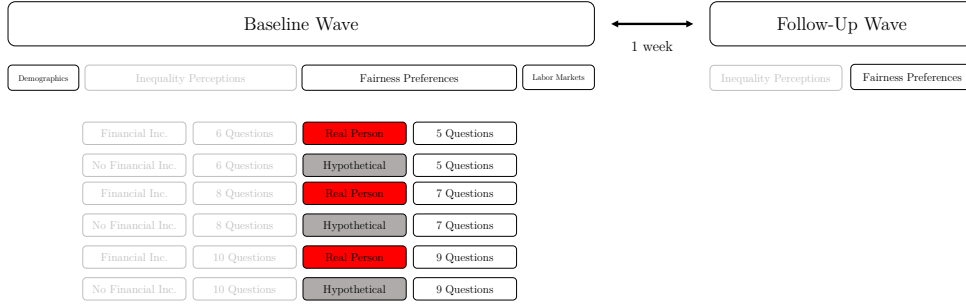 Baseline Wave
Follow-Up Wave
1 week
Demographics
Inequality Perceptions
Fairness Preferences
Labor Markets
Inequality Perceptions
Fairness Preferences
Financial Inc. 6 Questions Real Person 5 Questions
No Financial Inc. 6 Questions Hypothetical 5 Questions
Financial Inc. 8 Questions Real Person 7 Questions
No Financial Inc. 8 Questions Hypothetical 7 Questions
Financial Inc. 10 Questions Real Person 9 Questions
No Financial Inc. 10 Questions Hypothetical 9 Questions